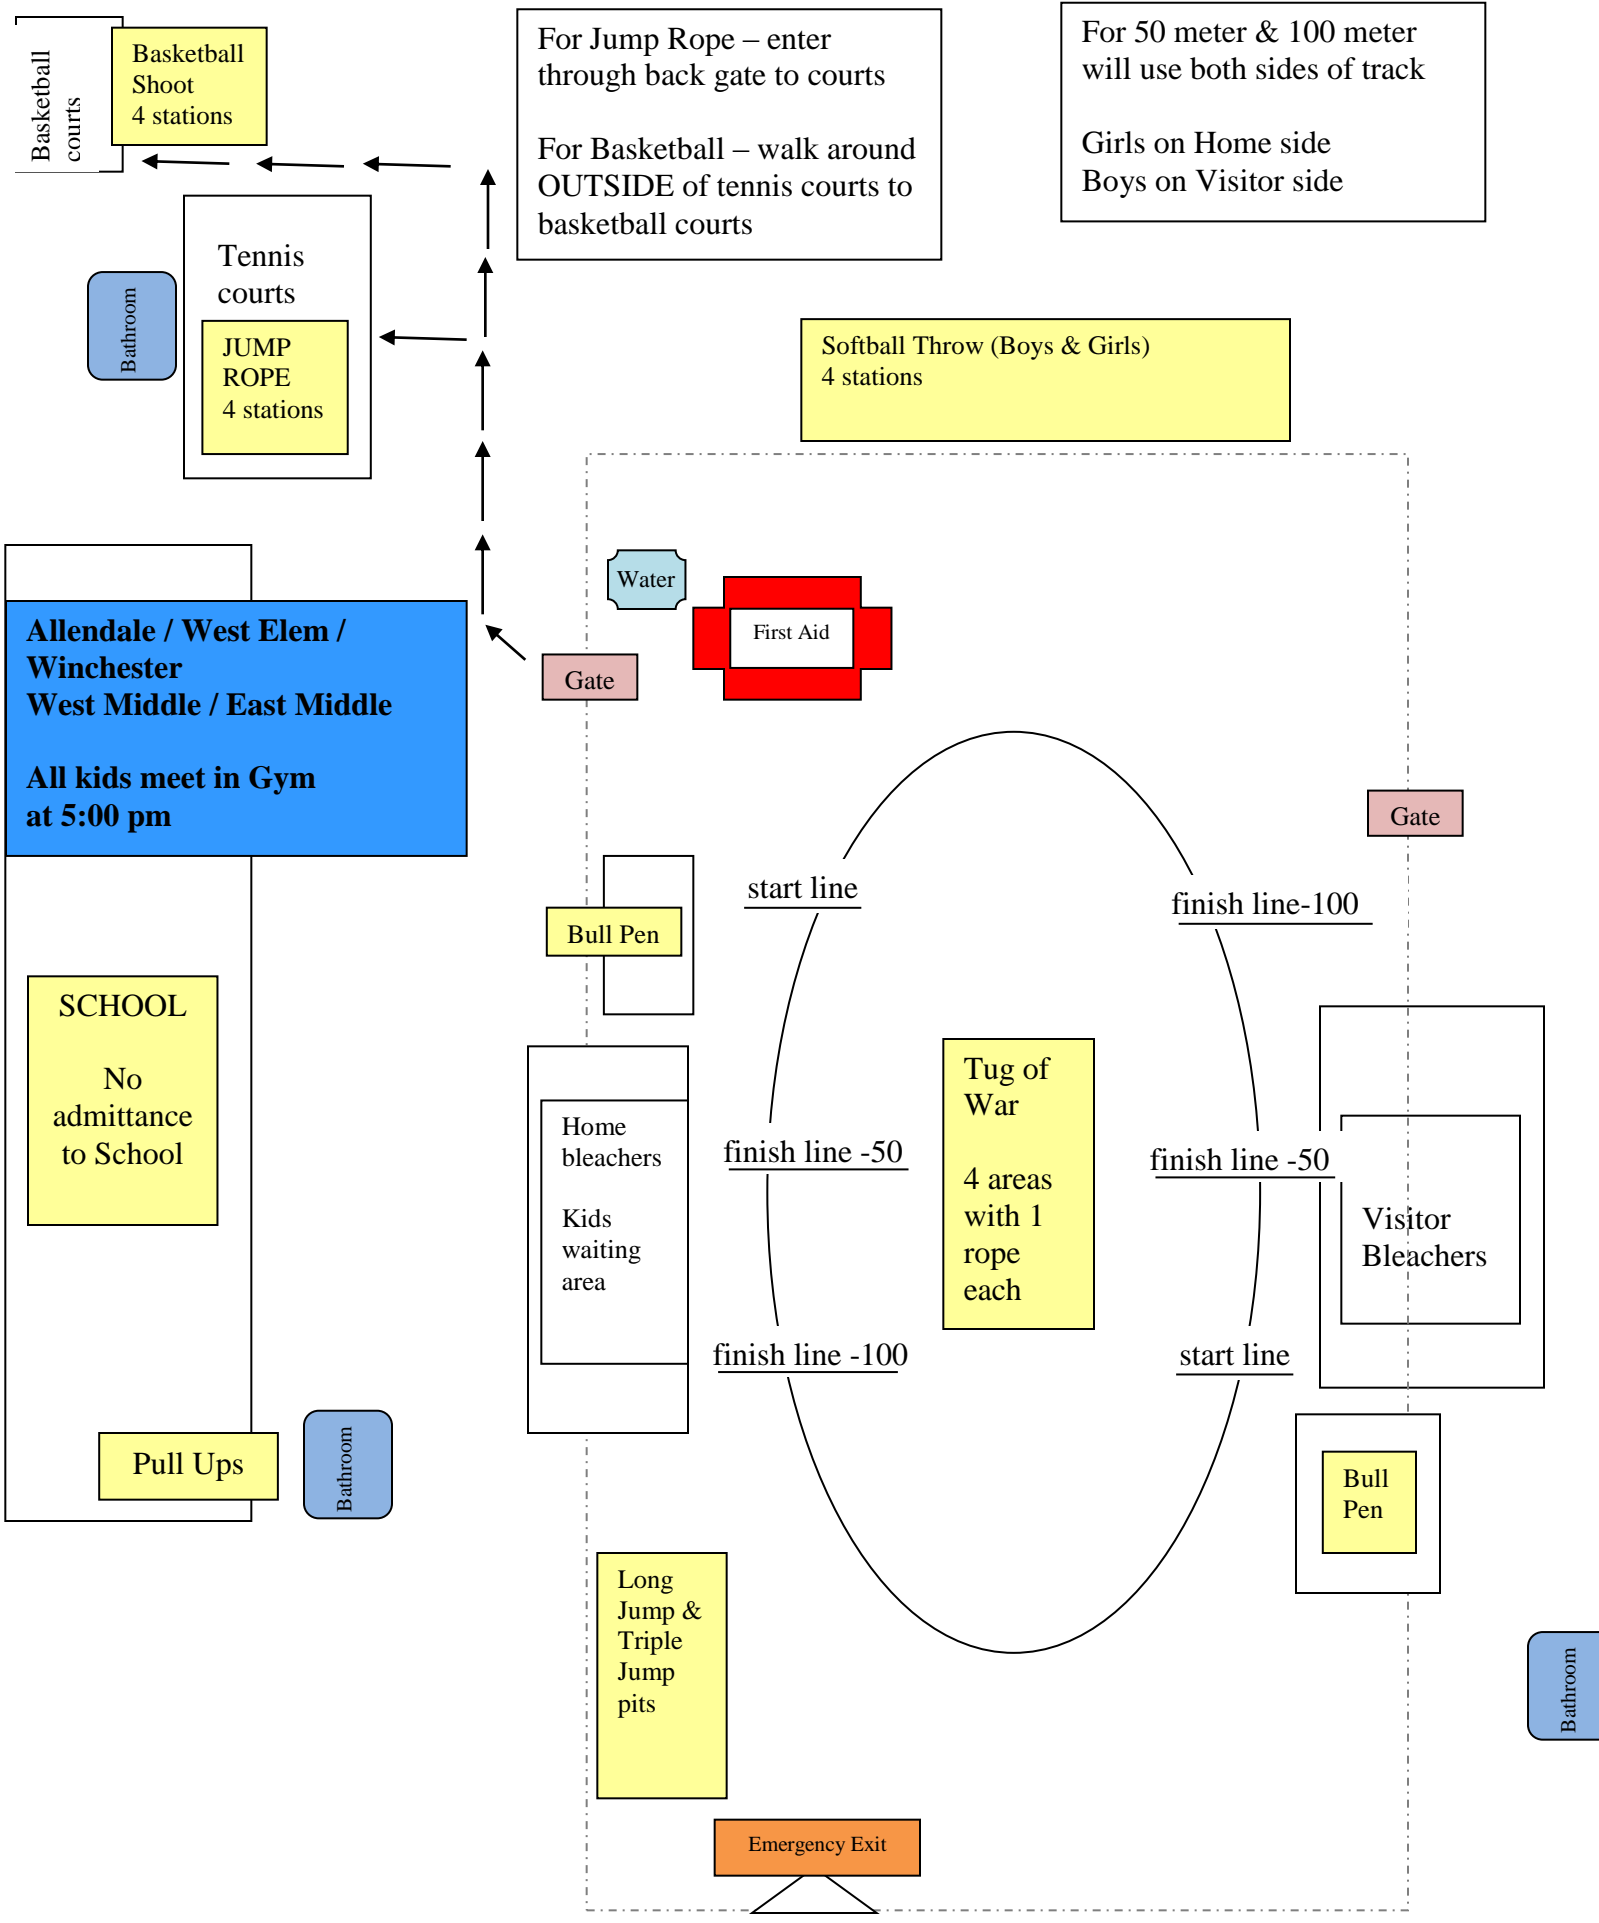 Basketball
courts
Basketball
Shoot
4 stations
For Jump Rope – enter
through back gate to courts
For Basketball – walk around
OUTSIDE of tennis courts to
basketball courts
For 50 meter & 100 meter
will use both sides of track
Girls on Home side
Boys on Visitor side
Tennis
courts
Bathroom
JUMP
ROPE
4 stations
Softball Throw (Boys & Girls)
4 stations
Water
First Aid
Gate
Allendale / West Elem /
Winchester
West Middle / East Middle
All kids meet in Gym
at 5:00 pm
Gate
start line
finish line-100
Bull Pen
SCHOOL
No
admittance
to School
Home
bleachers
Kids
waiting
area
finish line -50
Tug of
War
4 areas
with 1
rope
each
finish line -50
Visitor
Bleachers
finish line -100
start line
Pull Ups
Bathroom
Bull
Pen
Long
Jump &
Triple
Jump
pits
Bathroom
Emergency Exit